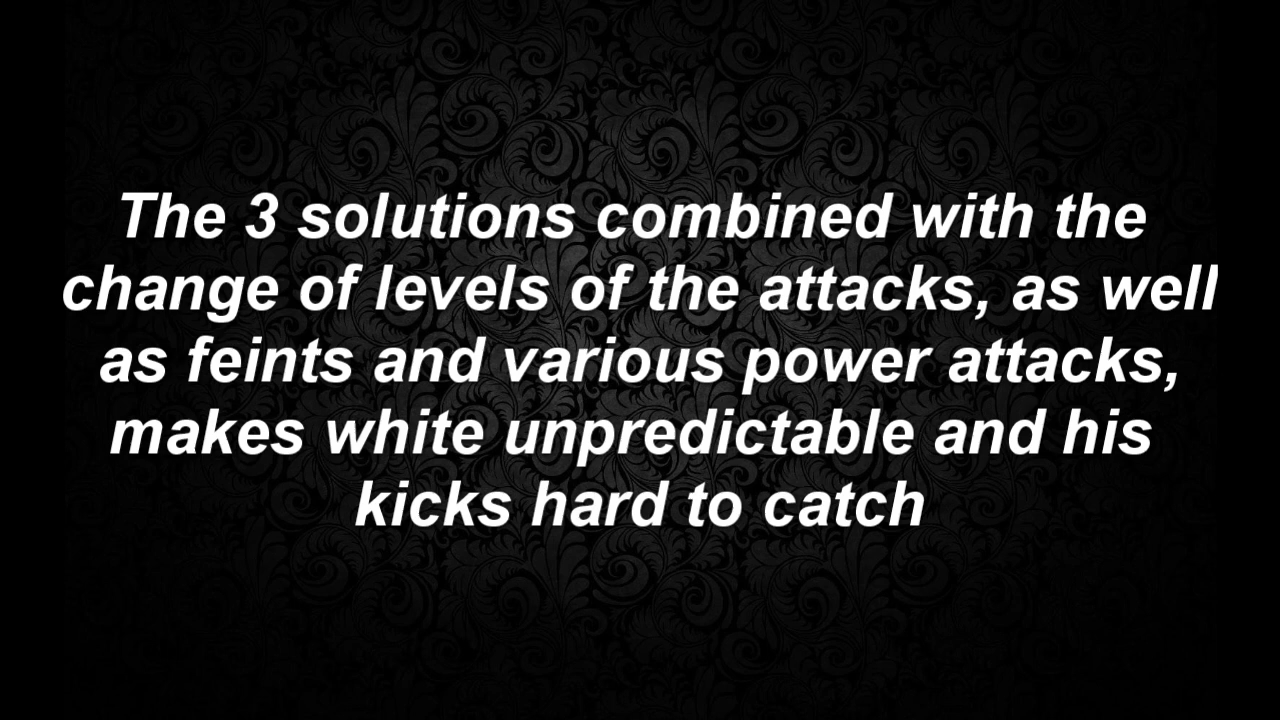 The 3 solutions combined with the
change of levels of the attacks, as well
as feints and various power attacks,
makes white unpredictable and his
kicks hard to catch